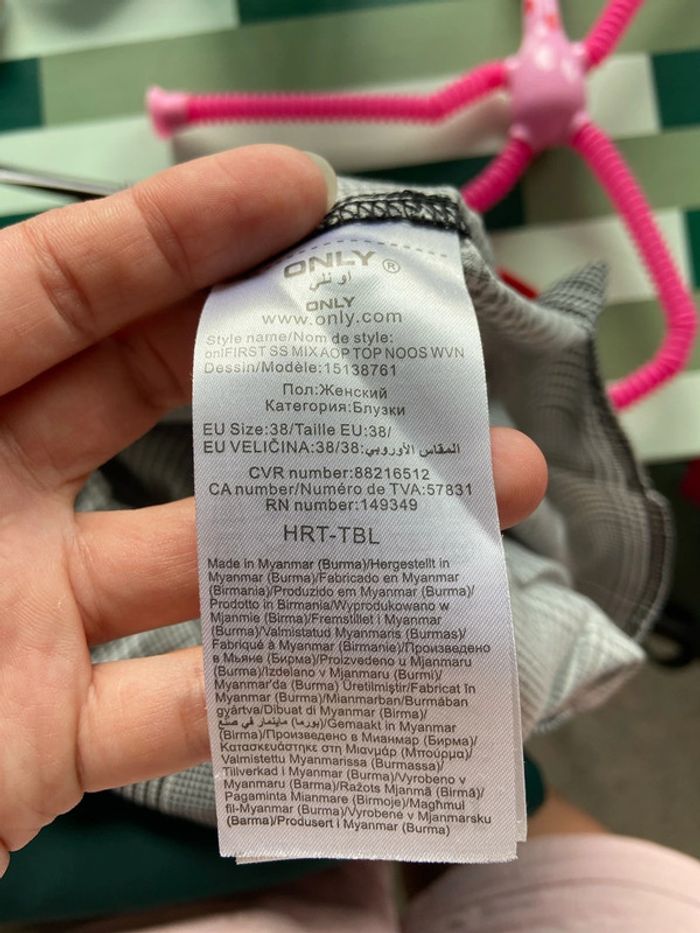 ONLY®
او نلي
ONLY
www.only.com
Style name/Nom de style:
onlFIRST SS MIX AOP TOP NOOS WVN
Dessin/Modèle:15138761
Пол:Женский
Категория:Блузки
EU Size:38/Taille EU:38/
EU VELIČINA:38/38:المقاس الأوروبي
CVR number:88216512
CA number/Numéro de TVA:57831
RN number:149349
HRT-TBL
Made in Myanmar (Burma)/Hergestellt in
Myanmar (Burma)/Fabricado en Myanmar
(Birmania)/Produzido em Myanmar (Burma)/
Prodotto in Birmania/Wyprodukowano w
Mjanmie (Birma)/Fremstillet i Myanmar
(Burma)/Valmistatud Myanmaris (Burmas)/
Fabriqué à Myanmar (Birmanie)/Произведено
в Мьяне (Бирма)/Proizvedeno u Mjanmaru
(Burmi)/Izdelano v Mjanmaru (Burmi)/
Myanmar'da (Burma) Üretilmiştir/Fabricat în
Myanmar (Burma)/Mianmarban/Burmában
gyártva/Dibuat di Myanmar (Birma)/
صنع في ماينمار (بورما)/Gemaakt in Myanmar
(Birma)/Произведено в Мианмар (Бирма)/
Κατασκευάστηκε στη Μιανμάρ (Μπούρμα)/
Valmistettu Myanmarissa (Burmassa)/
Tillverkad i Myanmar (Burma)/Vyrobeno v
Myanmaru (Barma)/Ražots Mjanmā (Birmā)/
Pagaminta Mianmare (Birmoje)/Magħmul
fil-Myanmar (Burma)/Vyrobené v Mjanmarsku
(Barma)/Produsert i Myanmar (Burma)